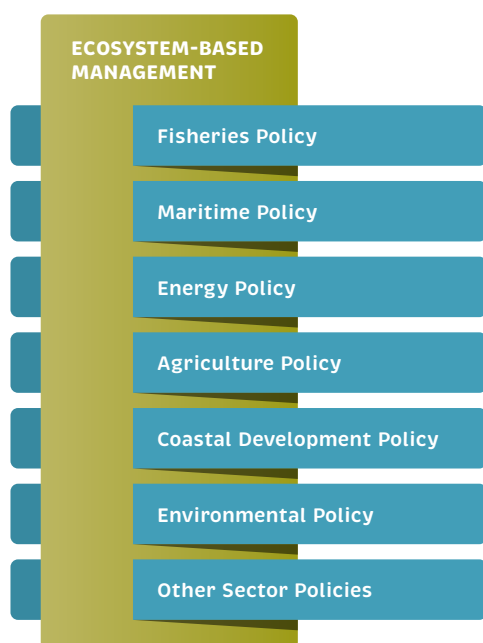 ECOSYSTEM-BASED
MANAGEMENT
Fisheries Policy
Maritime Policy
Energy Policy
Agriculture Policy
Coastal Development Policy
Environmental Policy
Other Sector Policies